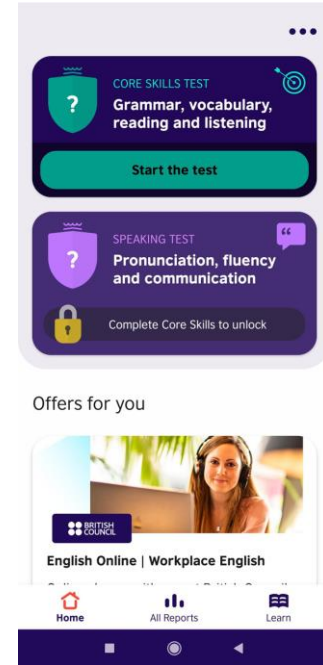 CORE SKILLS TEST
?
Grammar, vocabulary,
reading and listening
Start the test
SPEAKING TEST
“
?
Pronunciation, fluency
and communication
Complete Core Skills to unlock
Offers for you
BRITISH
COUNCIL
English Online | Workplace English
Home
All Reports
Learn